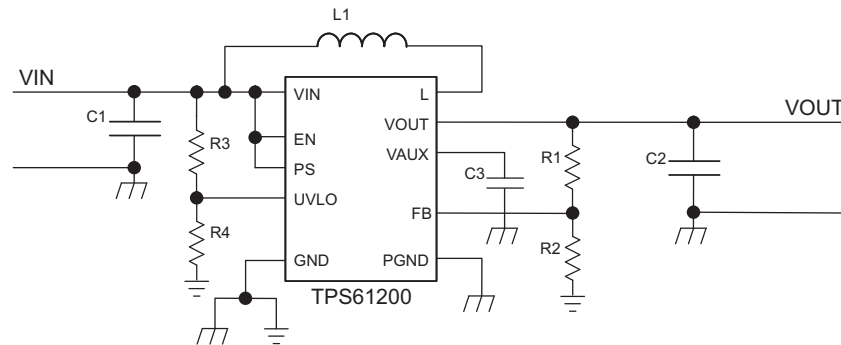 L1
VIN
VIN
L
VOUT
C1
VOUT
R3
EN
VAUX
R1
C2
PS
C3
UVLO
FB
R4
R2
GND
PGND
TPS61200